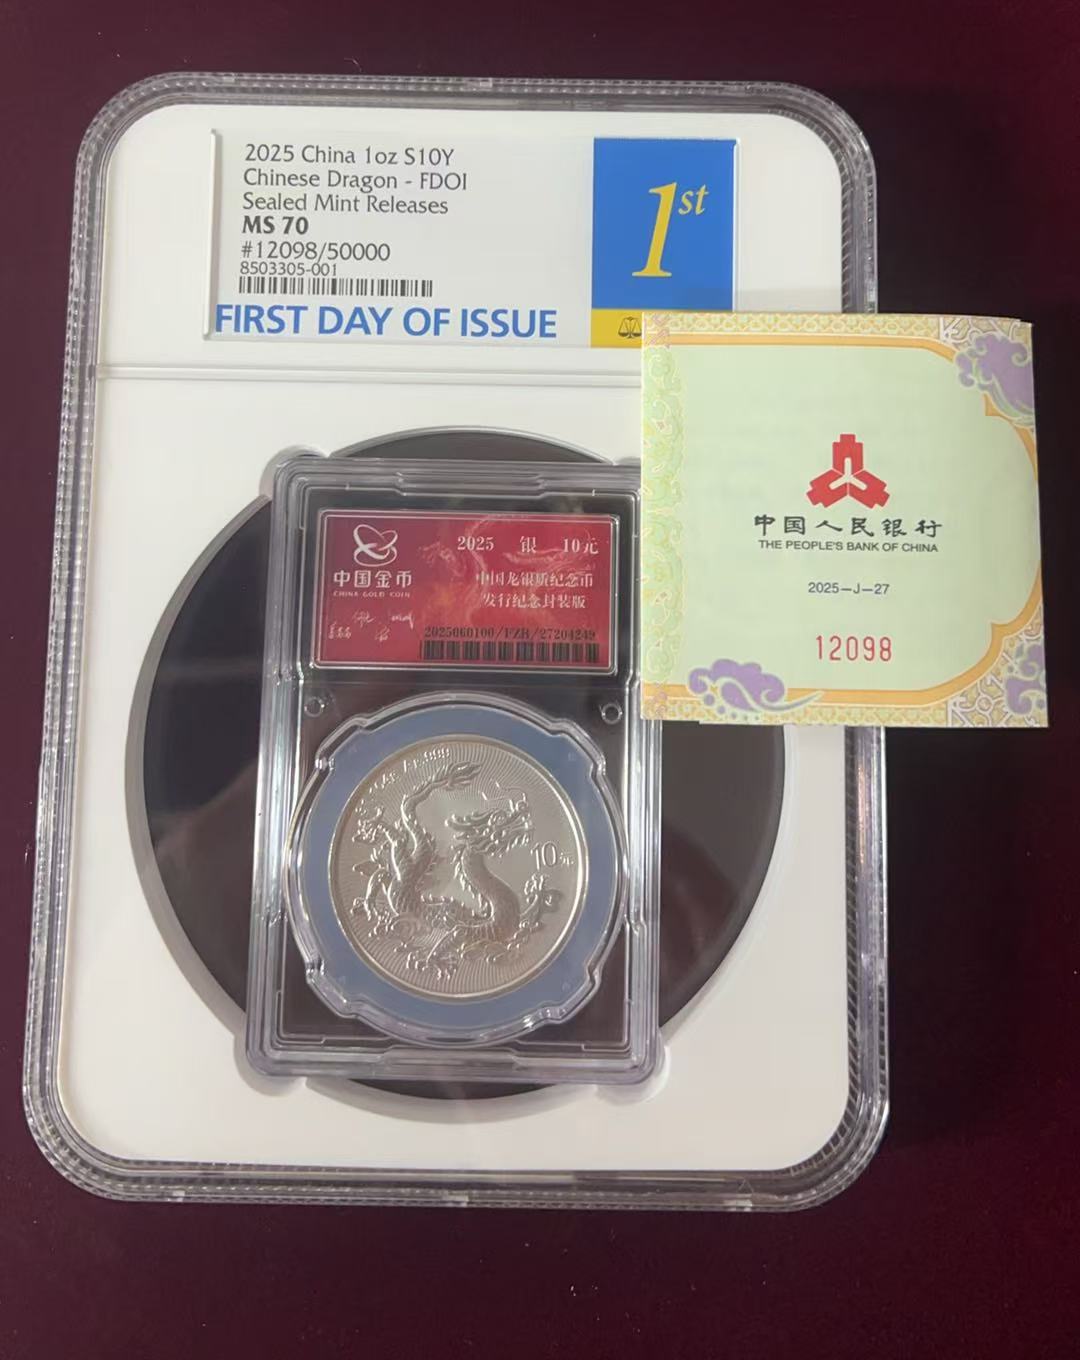 2025 China 1oz S10Y
Chinese Dragon - FDOI
Sealed Mint Releases
MS 70
#12098/50000
8503305-001
FIRST DAY OF ISSUE
1st
中国人民银行
THE PEOPLE'S BANK OF CHINA
2025-J-27
12098
中国金币
CHINA GOLD COIN
2025 银 10元
中国龙银质纪念币
发行纪念封装版
2025060100/FZB/27204249
10元